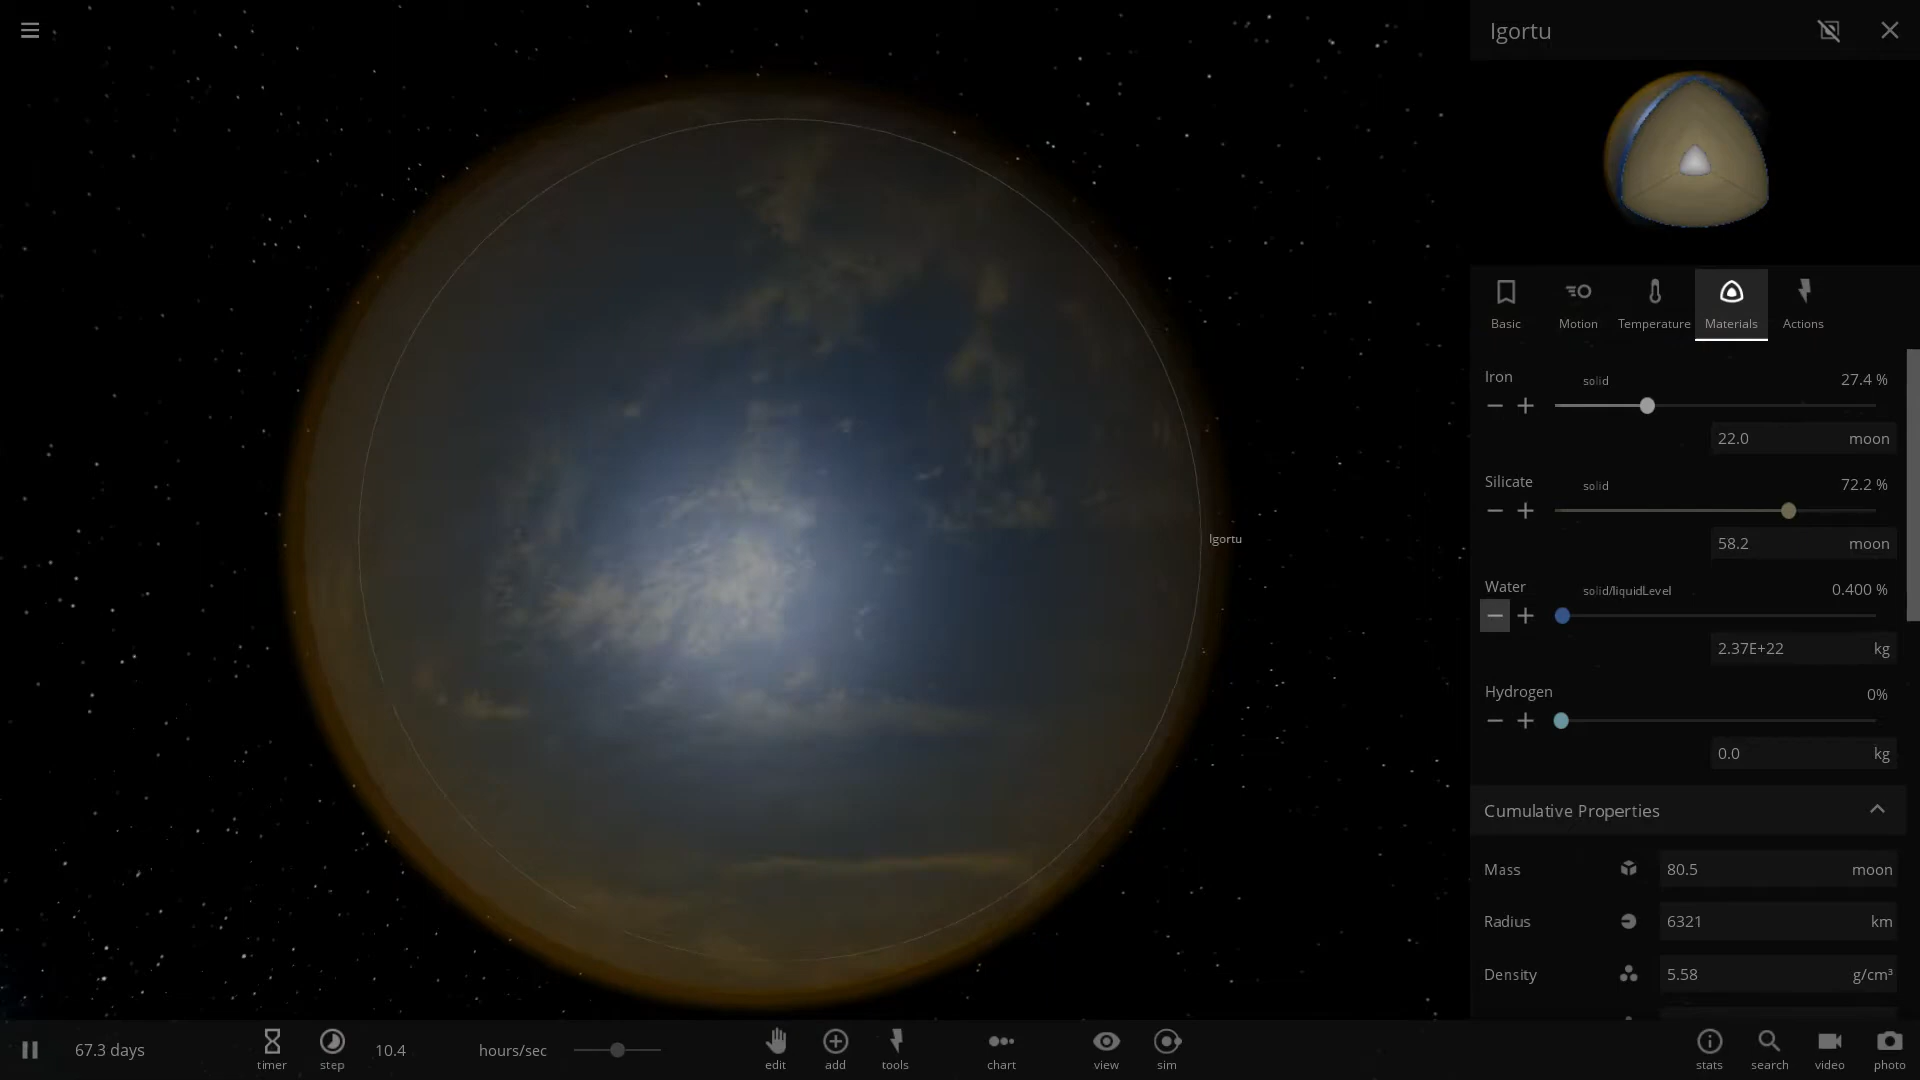 Igortu
Basic Motion Temperature Materials Actions
Iron solid 27.4 %
22.0 moon
Silicate solid 72.2 %
58.2 moon
Igortu
Water solid/liquidLevel 0.400 %
2.37E+22 kg
Hydrogen 0%
0.0 kg
Cumulative Properties
Mass 80.5 moon
Radius 6321 km
Density 5.58 g/cm³
67.3 days timer step 10.4 hours/sec edit add tools chart view sim stats search video photo